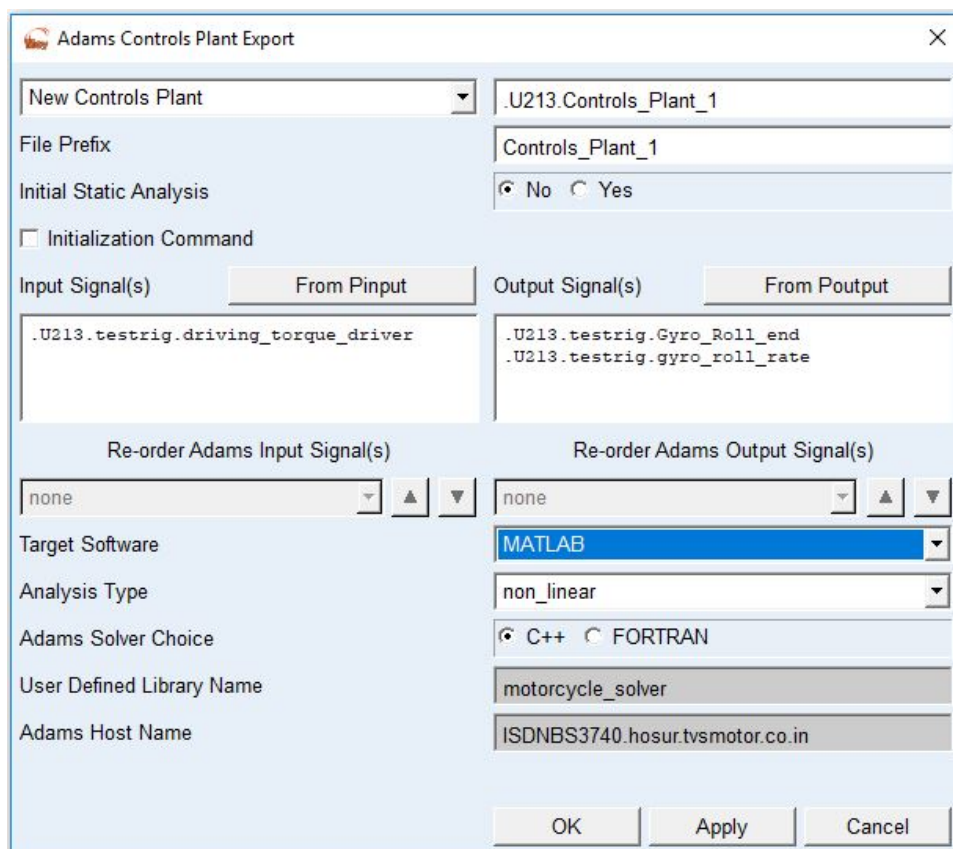 Adams Controls Plant Export
New Controls Plant .U213.Controls_Plant_1
File Prefix Controls_Plant_1
Initial Static Analysis No Yes
Initialization Command
Input Signal(s) From Pinput Output Signal(s) From Poutput
.U213.testrig.driving_torque_driver .U213.testrig.Gyro_Roll_end
.U213.testrig.gyro_roll_rate
Re-order Adams Input Signal(s) Re-order Adams Output Signal(s)
none none
Target Software MATLAB
Analysis Type non_linear
Adams Solver Choice C++ FORTRAN
User Defined Library Name motorcycle_solver
Adams Host Name ISDNBS3740.hosur.tvsmotor.co.in
OK Apply Cancel